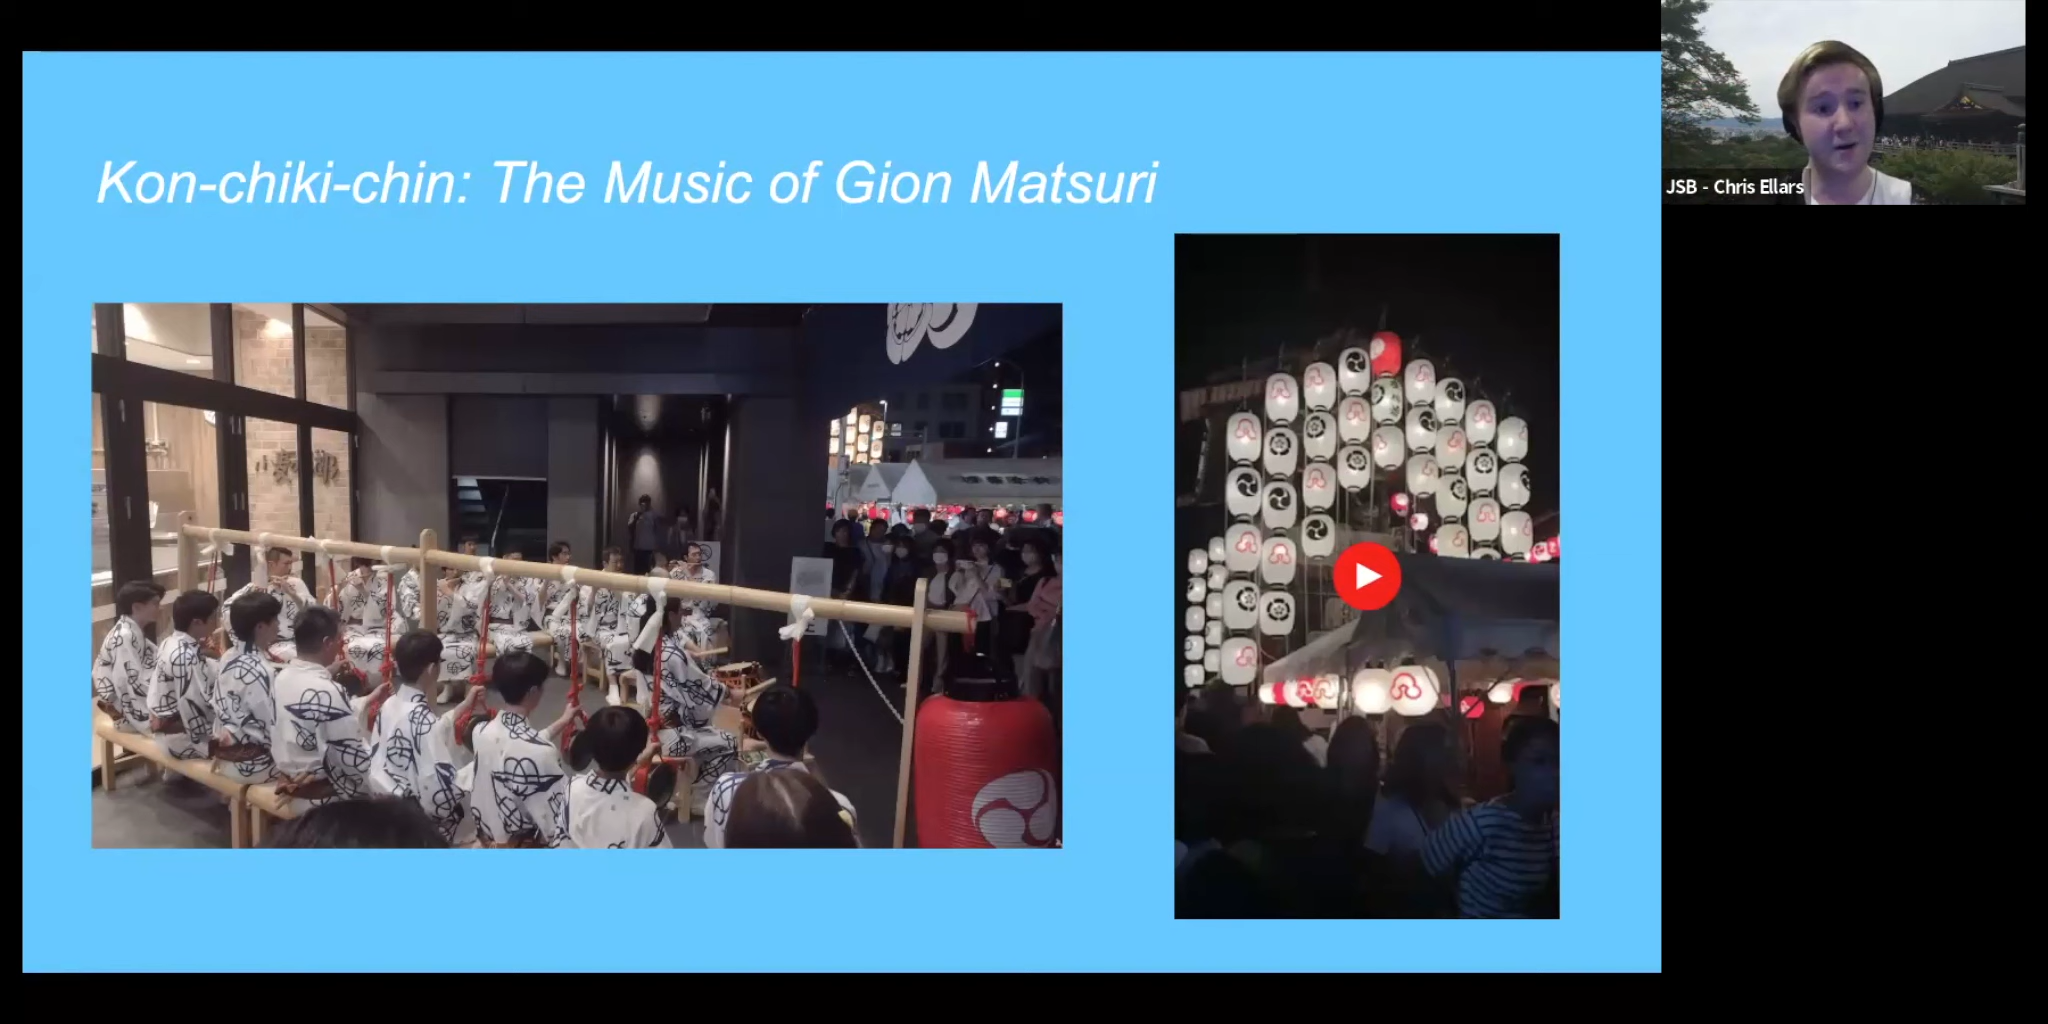 Kon-chiki-chin: The Music of Gion Matsuri
JSB - Chris Ellars